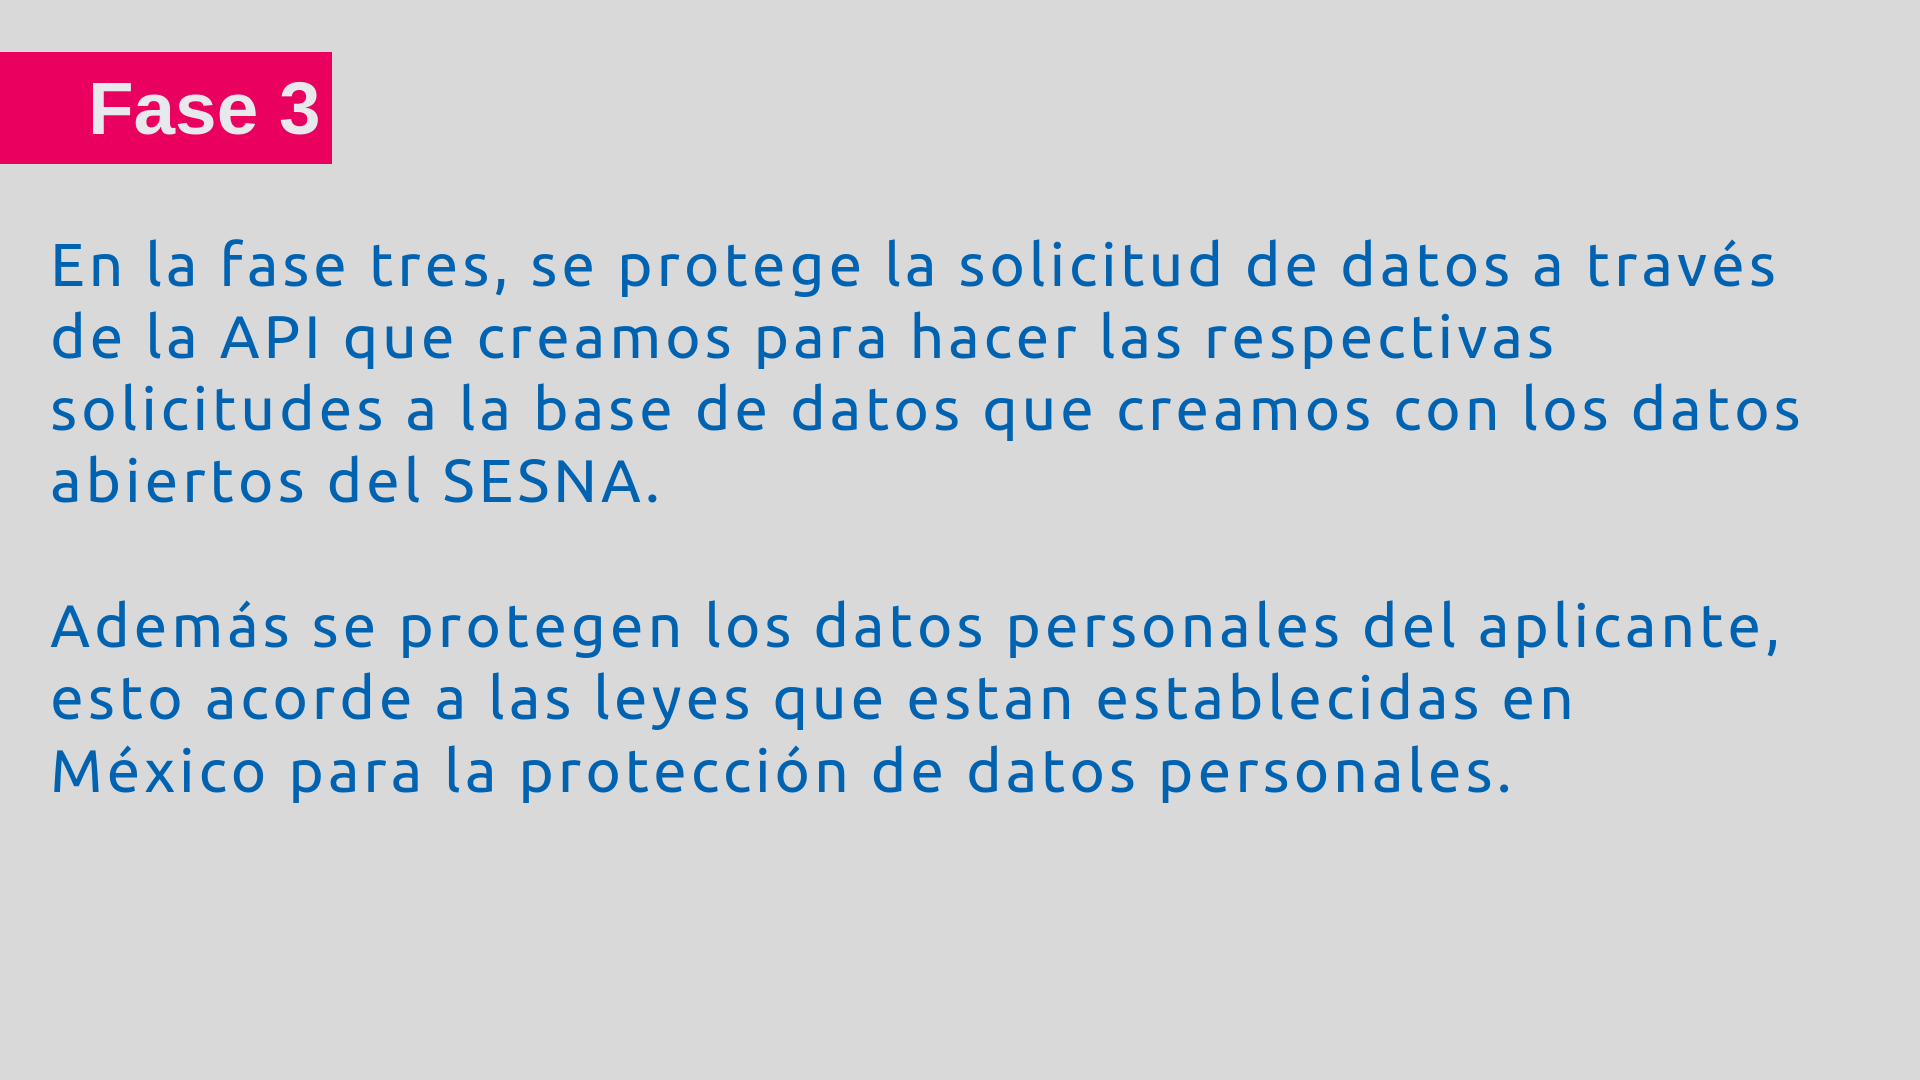 Fase 3
En la fase tres, se protege la solicitud de datos a través
de la API que creamos para hacer las respectivas
solicitudes a la base de datos que creamos con los datos
abiertos del SESNA.
Además se protegen los datos personales del aplicante,
esto acorde a las leyes que estan establecidas en
México para la protección de datos personales.